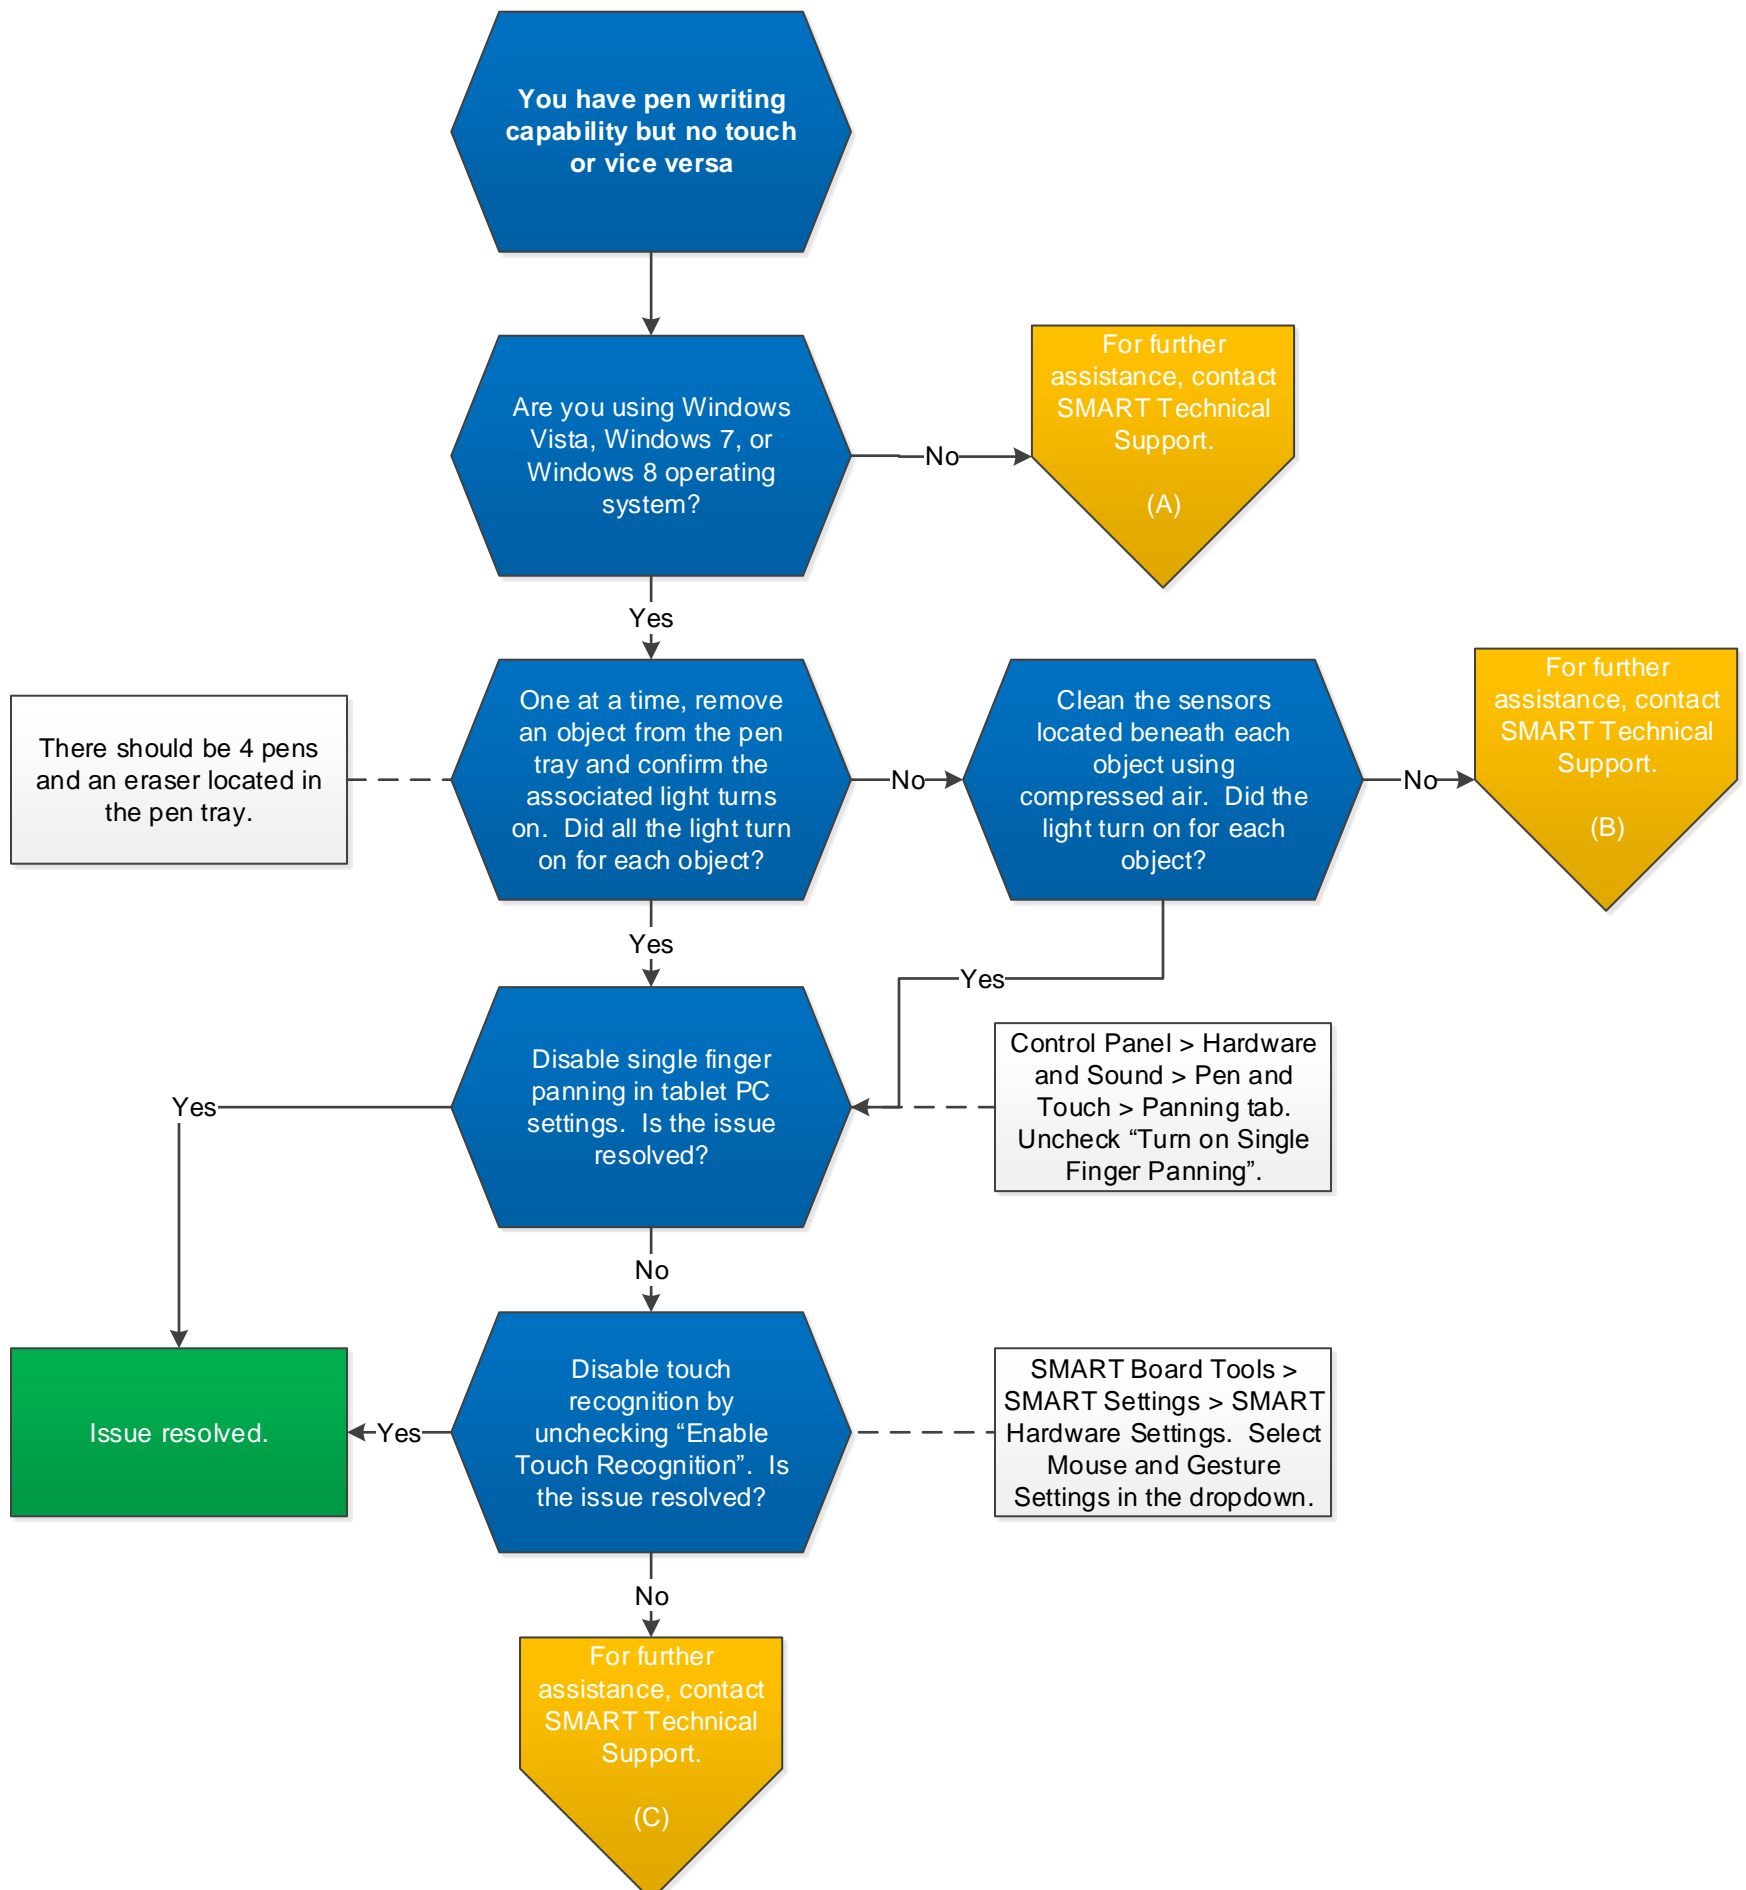 You have pen writing
capability but no touch
or vice versa
Are you using Windows
Vista, Windows 7, or
Windows 8 operating
system?
No
For further
assistance, contact
SMART Technical
Support.
(A)
Yes
There should be 4 pens
and an eraser located in
the pen tray.
One at a time, remove
an object from the pen
tray and confirm the
associated light turns
on.  Did all the light turn
on for each object?
No
Clean the sensors
located beneath each
object using
compressed air.  Did the
light turn on for each
object?
No
For further
assistance, contact
SMART Technical
Support.
(B)
Yes
Yes
Disable single finger
panning in tablet PC
settings.  Is the issue
resolved?
Control Panel > Hardware
and Sound > Pen and
Touch > Panning tab.
Uncheck “Turn on Single
Finger Panning”.
Yes
No
Issue resolved.
Yes
Disable touch
recognition by
unchecking “Enable
Touch Recognition”.  Is
the issue resolved?
SMART Board Tools >
SMART Settings > SMART
Hardware Settings.  Select
Mouse and Gesture
Settings in the dropdown.
No
For further
assistance, contact
SMART Technical
Support.
(C)